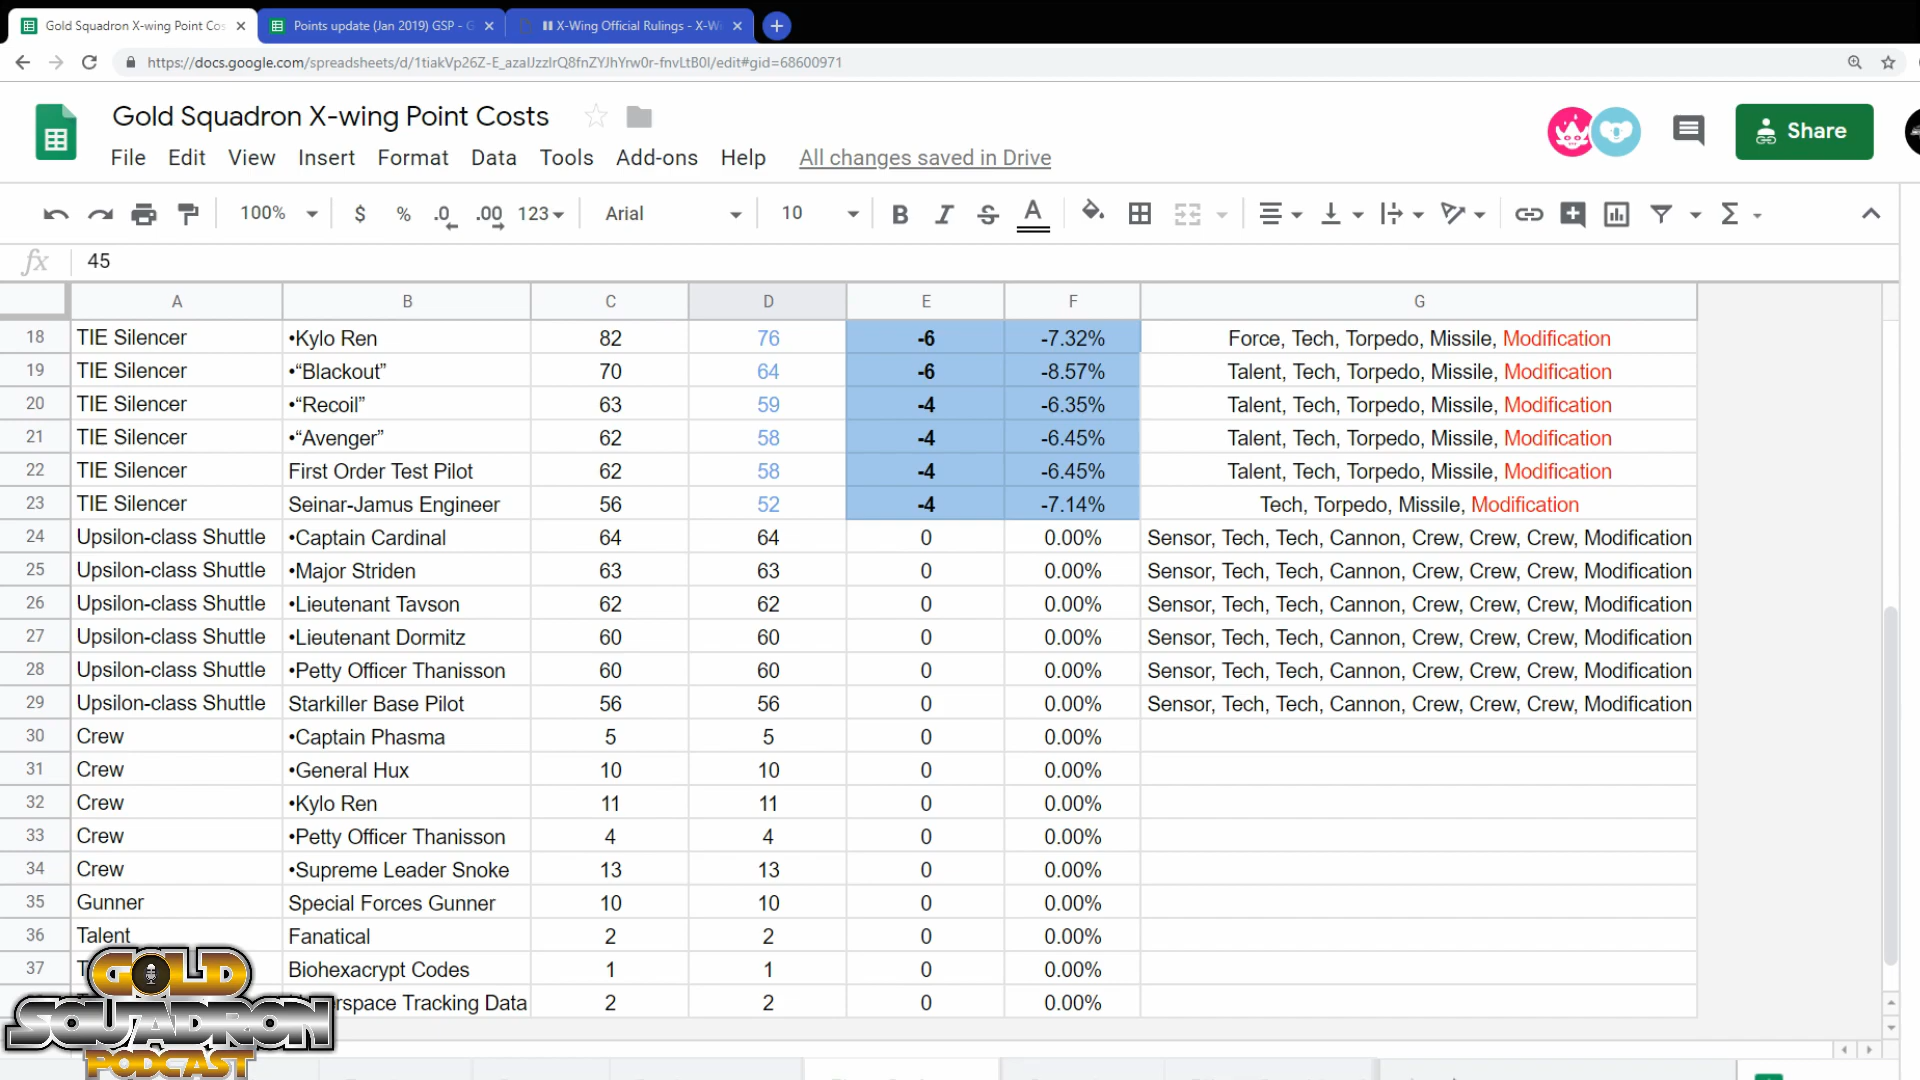 Gold Squadron X-wing Point Cos
Points update (Jan 2019) GSP - G
X-Wing Official Rulings - X-Wi
https://docs.google.com/spreadsheets/d/1tiakVp26Z-E_azaIJzzIrQ8fnZYJhYrw0r-fnvLtB0I/edit#gid=68600971
Gold Squadron X-wing Point Costs
File Edit View Insert Format Data Tools Add-ons Help All changes saved in Drive
Share
100% $ % .0 .00 123 Arial 10 B I S A Σ
fx 45
A B C D E F G
18 TIE Silencer •Kylo Ren 82 76 -6 -7.32% Force, Tech, Torpedo, Missile, Modification
19 TIE Silencer •“Blackout” 70 64 -6 -8.57% Talent, Tech, Torpedo, Missile, Modification
20 TIE Silencer •“Recoil” 63 59 -4 -6.35% Talent, Tech, Torpedo, Missile, Modification
21 TIE Silencer •“Avenger” 62 58 -4 -6.45% Talent, Tech, Torpedo, Missile, Modification
22 TIE Silencer First Order Test Pilot 62 58 -4 -6.45% Talent, Tech, Torpedo, Missile, Modification
23 TIE Silencer Seinar-Jamus Engineer 56 52 -4 -7.14% Tech, Torpedo, Missile, Modification
24 Upsilon-class Shuttle •Captain Cardinal 64 64 0 0.00% Sensor, Tech, Tech, Cannon, Crew, Crew, Crew, Modification
25 Upsilon-class Shuttle •Major Striden 63 63 0 0.00% Sensor, Tech, Tech, Cannon, Crew, Crew, Crew, Modification
26 Upsilon-class Shuttle •Lieutenant Tavson 62 62 0 0.00% Sensor, Tech, Tech, Cannon, Crew, Crew, Crew, Modification
27 Upsilon-class Shuttle •Lieutenant Dormitz 60 60 0 0.00% Sensor, Tech, Tech, Cannon, Crew, Crew, Crew, Modification
28 Upsilon-class Shuttle •Petty Officer Thanisson 60 60 0 0.00% Sensor, Tech, Tech, Cannon, Crew, Crew, Crew, Modification
29 Upsilon-class Shuttle Starkiller Base Pilot 56 56 0 0.00% Sensor, Tech, Tech, Cannon, Crew, Crew, Crew, Modification
30 Crew •Captain Phasma 5 5 0 0.00%
31 Crew •General Hux 10 10 0 0.00%
32 Crew •Kylo Ren 11 11 0 0.00%
33 Crew •Petty Officer Thanisson 4 4 0 0.00%
34 Crew •Supreme Leader Snoke 13 13 0 0.00%
35 Gunner Special Forces Gunner 10 10 0 0.00%
36 Talent Fanatical 2 2 0 0.00%
37 T Biohexacrypt Codes 1 1 0 0.00%
erspace Tracking Data 2 2 0 0.00%
GOLD
SQUADRON
PODCAST